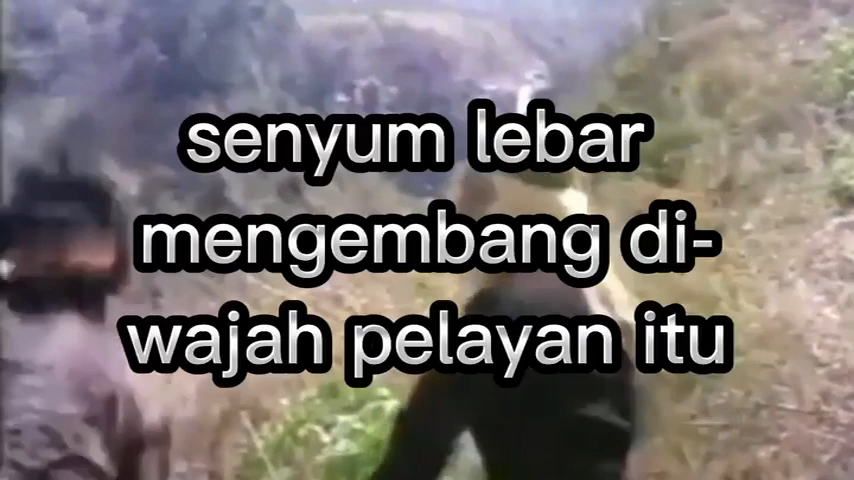 senyum lebar
mengembang di-
wajah pelayan itu